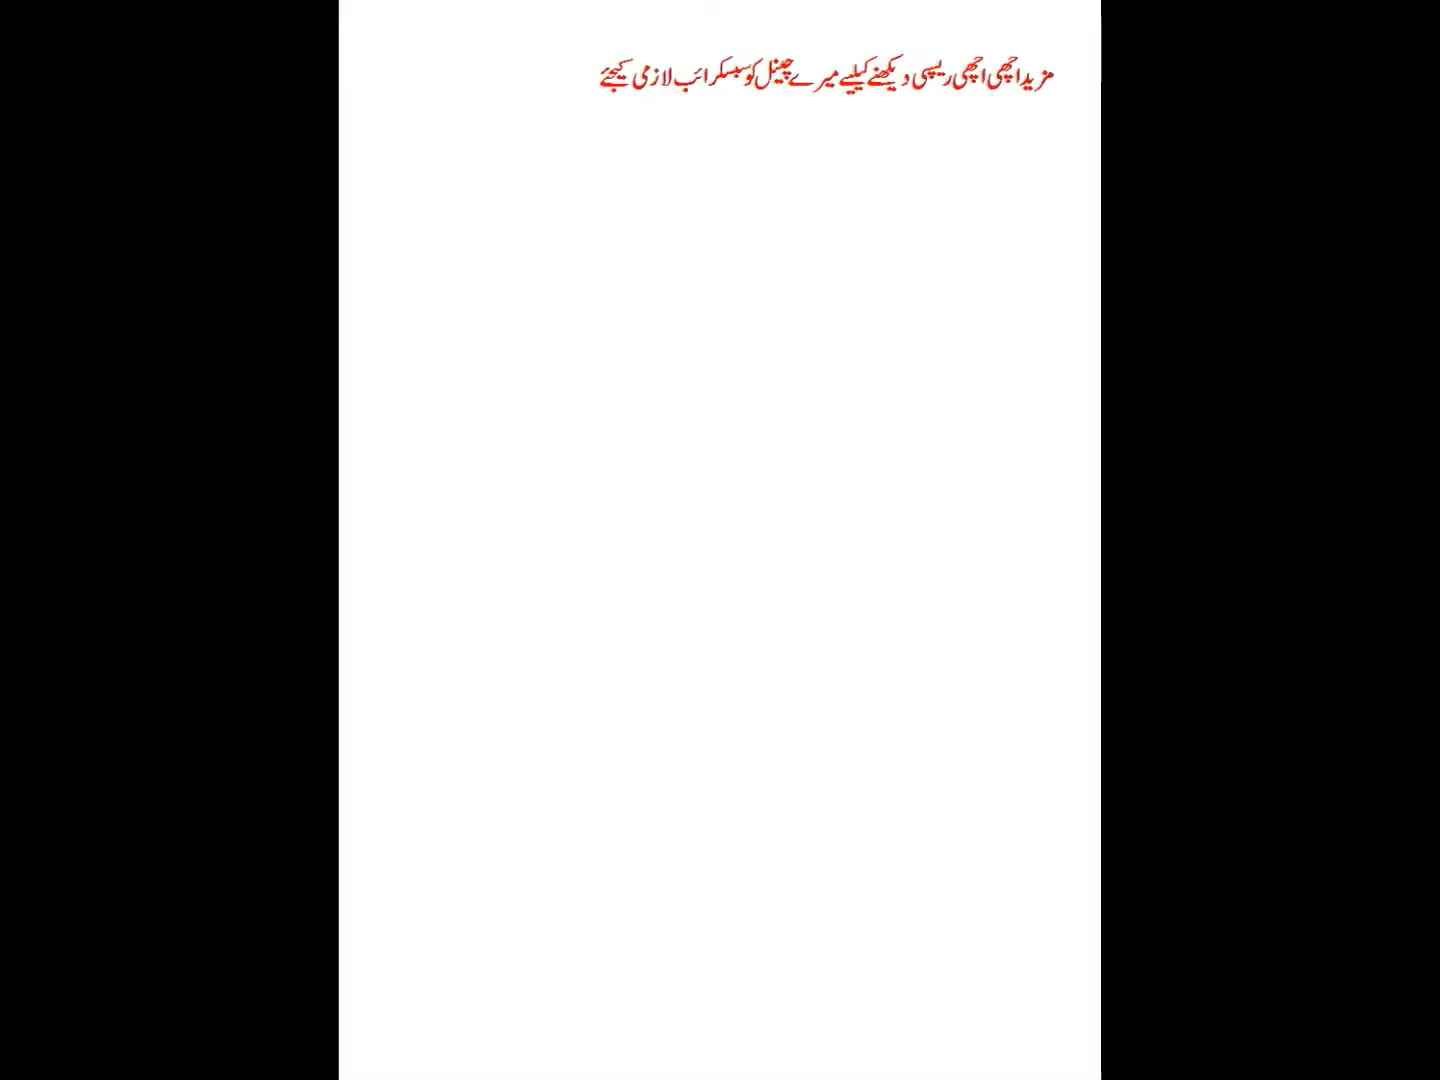 مزید اچھی اچھی ریسپی دیکھنے کیلیے میرے چینل کو سبسکرائب لازمی کیجئے